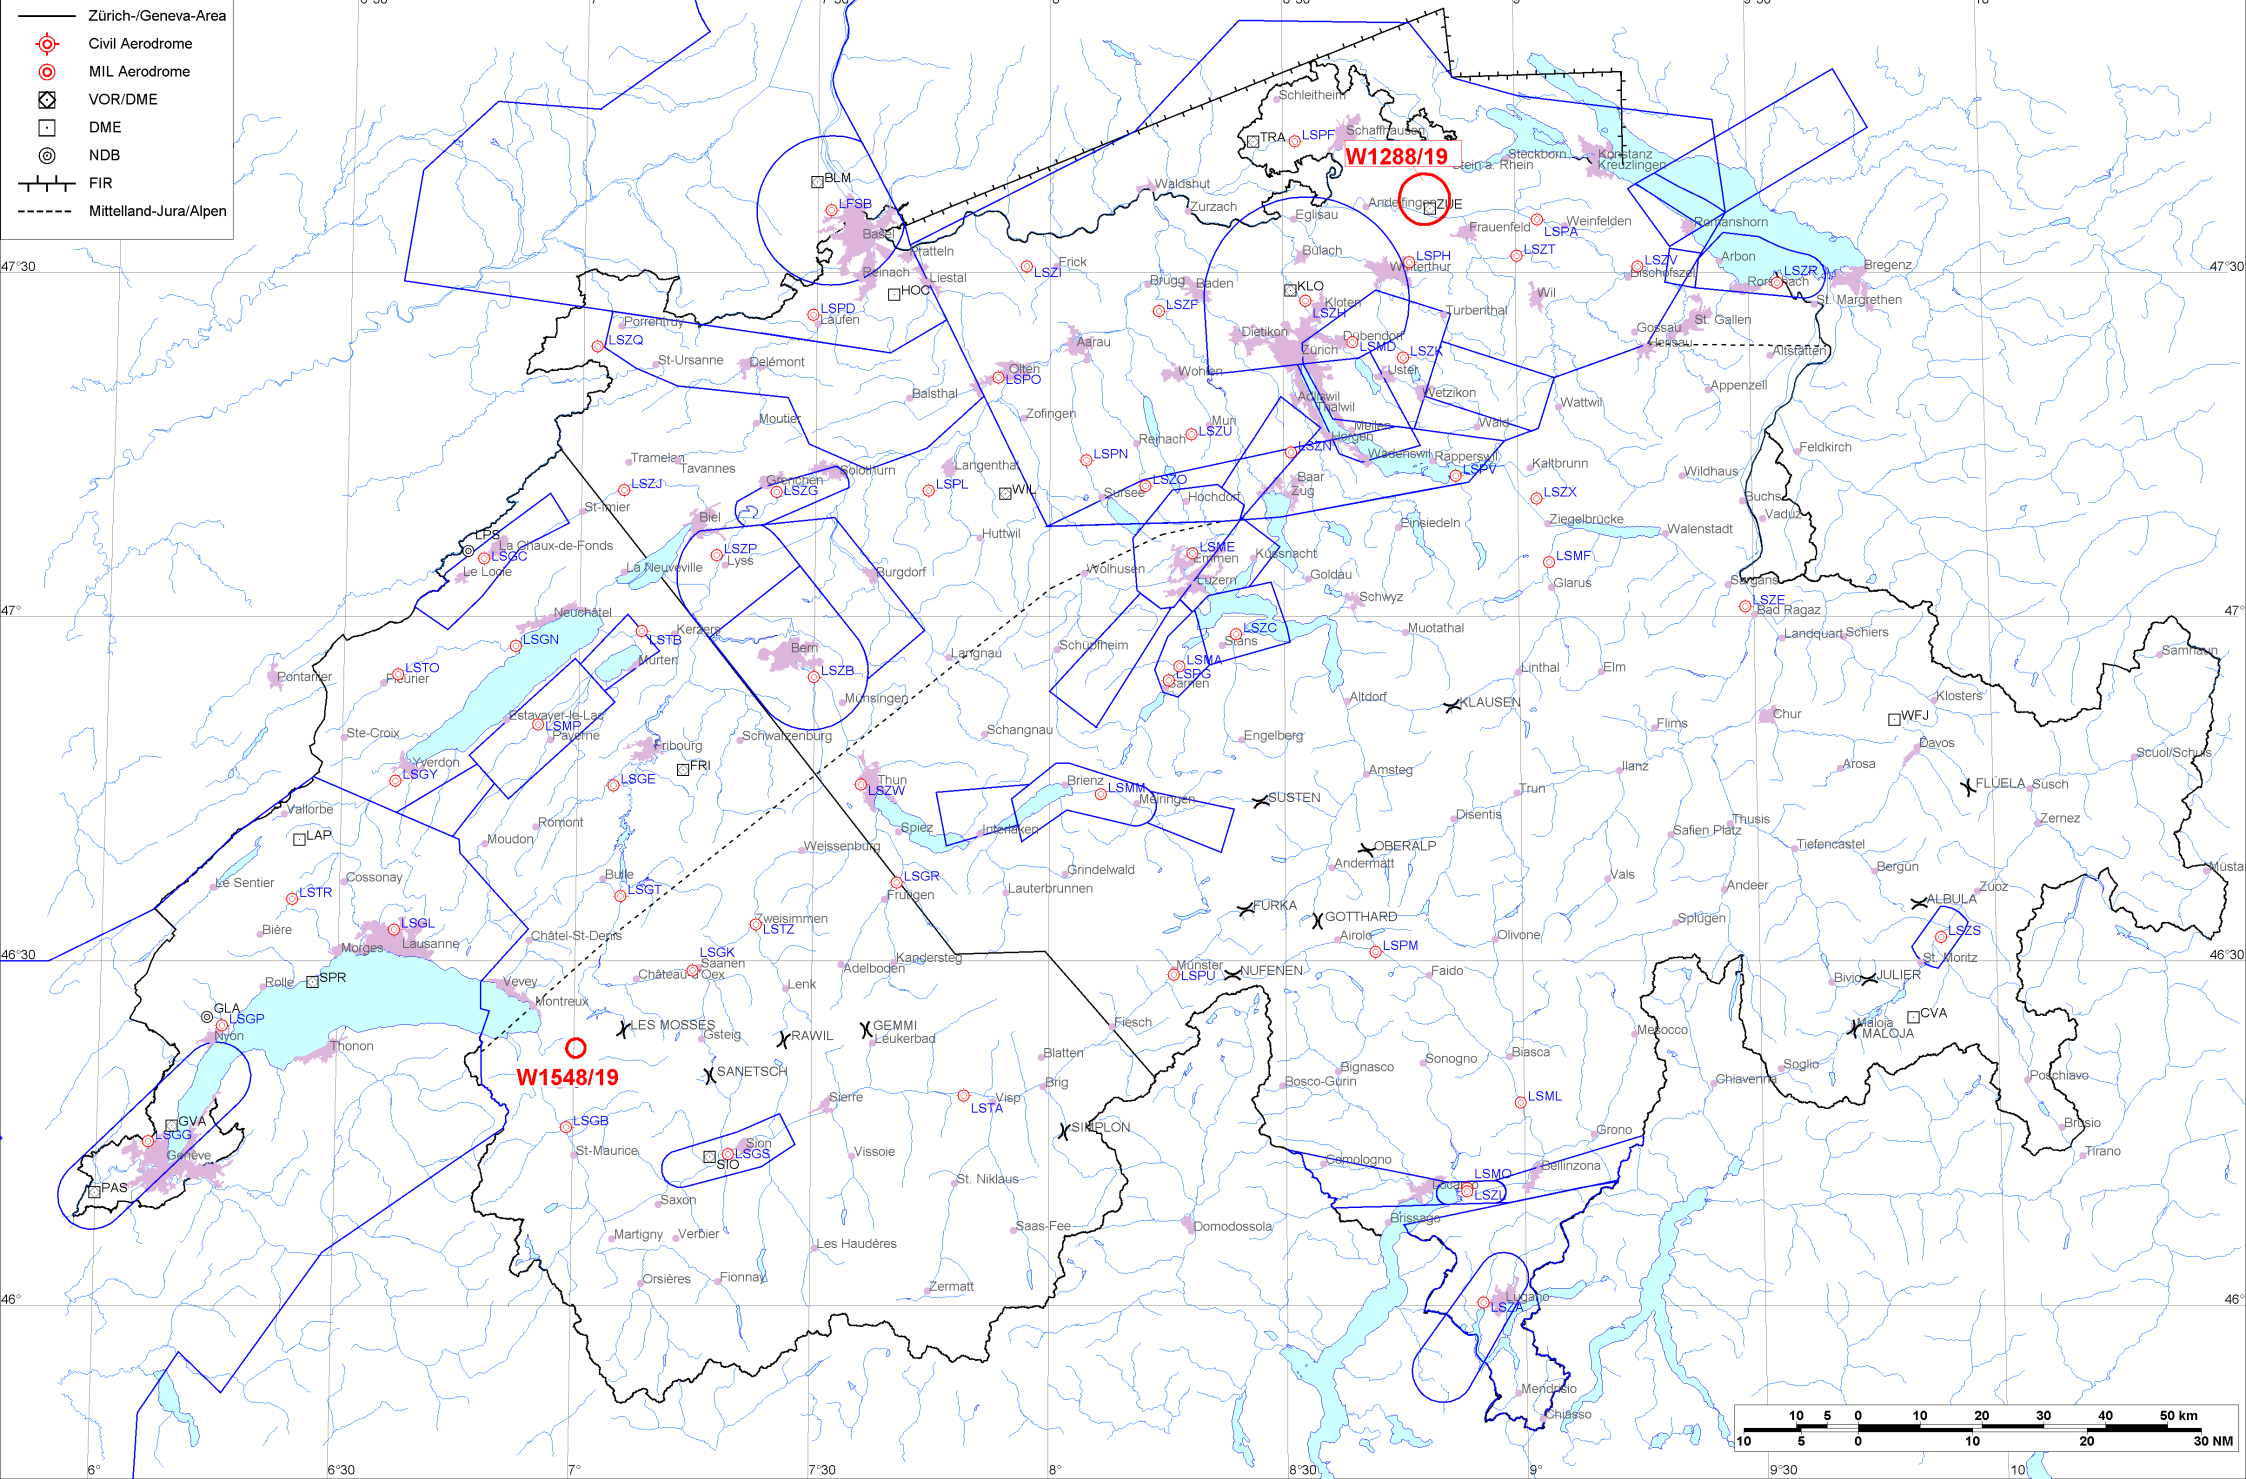 Zürich-/Geneva-Area
Civil Aerodrome
MIL Aerodrome
VOR/DME
DME
NDB
FIR
Mittelland-Jura/Alpen
Schleitheim
TRA
LSPF
Schaffhausen
W1288/19
Stein a. Rhein
Steckborn
Konstanz
Kreuzlingen
BLM
LFSB
Basel
Waldshut
Zurzach
Eglisau
Andelfingen
ZUE
LSPA
Weinfelden
Romanshorn
Pratteln
Bülach
Frauenfeld
LSZT
LSZV
Bischofszell
Arbon
LSZR
Bregenz
47°30
Reinach
Liestal
LSZI
Frick
LSPH
Winterthur
47°30
HOC
Brugg
Baden
KLO
Kloten
LSZH
Wil
Rorschach
St. Margrethen
LSPD
Laufen
LSZF
Turbenthal
St. Gallen
Porrentruy
LSZQ
Aarau
Dietikon
Dübendorf
LSMD
Zürich
LSZK
Gossau
Herisau
Altstätten
St-Ursanne
Delémont
Olten
LSPO
Wohlen
Uster
Wetzikon
Appenzell
Balsthal
Adliswil
Thalwil
Wattwil
Moutier
Zofingen
Muri
LSZU
Meilen
Horgen
Wald
Reinach
LSZN
Feldkirch
Tramelan
Tavannes
Solothurn
LSPN
Wädenswil
Rapperswil
LSPV
Kaltbrunn
Wildhaus
Langenthal
Grenchen
LSZG
LSZJ
LSPL
WIL
Sursee
LSZO
Hochdorf
Baar
Zug
LSZX
Buchs
St-Imier
Biel
Vaduz
Huttwil
Einsiedeln
Ziegelbrücke
Walenstadt
LPS
La Chaux-de-Fonds
LSGC
LSZP
Lyss
LSME
Emmen
Küssnacht
LSMF
Le Locle
La Neuveville
Burgdorf
Wolhusen
Luzern
Goldau
Glarus
Sargans
47°
Neuchâtel
Schwyz
LSZE
Bad Ragaz
47°
LSGN
LSTB
Kerzers
LSZC
Stans
Muotathal
Landquart
Schiers
Bern
Schüpfheim
Samnaun
LSTO
Fleurier
Murten
LSZB
Langnau
LSMA
LSPG
Sarnen
Linthal
Elm
Pontarlier
Münsingen
Altdorf
KLAUSEN
Klosters
Estavayer-le-Lac
LSMP
Payerne
Schangnau
Flims
Chur
WFJ
Ste-Croix
Fribourg
Schwarzenburg
Engelberg
Davos
Scuol/Schuls
Yverdon
LSGY
FRI
LSGE
Thun
LSZW
Brienz
LSMM
Meiringen
SUSTEN
Amsteg
Ilanz
Arosa
FLÜELA
Susch
Vallorbe
Trun
Disentis
LAP
Romont
Moudon
Spiez
Interlaken
Safien Platz
Thusis
Zernez
Weissenburg
OBERALP
Tiefencastel
Le Sentier
Cossonay
Bulle
LSGT
LSGR
Frutigen
Grindelwald
Lauterbrunnen
Andermatt
Vals
Andeer
Bergün
Zuoz
LSTR
FURKA
GOTTHARD
ALBULA
Bière
LSGL
Lausanne
Morges
Châtel-St-Denis
Zweisimmen
LSTZ
Airolo
LSPM
Olivone
Splügen
LSZS
46°30
LSGK
Saanen
Château-d'Oex
Adelboden
Kandersteg
Münster
LSPU
NUFENEN
Faido
St. Moritz
Bivio
JULIER
46°30
Rolle
SPR
Vevey
Montreux
Lenk
GLA
LSGP
Nyon
Thonon
LES MOSSES
Gsteig
RAWIL
GEMMI
Leukerbad
Fiesch
Mesocco
Maloja
MALOJA
CVA
W1548/19
SANETSCH
Blatten
Brig
Bignasco
Bosco-Gurin
Sonogno
Biasca
Soglio
Chiavenna
Poschiavo
Sierre
LSTA
Visp
LSML
GVA
LSGG
Genève
LSGB
St-Maurice
Sion
LSGS
SIO
Vissoie
SIMPLON
Grono
Brusio
Tirano
PAS
Saxon
St. Niklaus
Comologno
LSMO
Bellinzona
Locarno
LSZL
Martigny
Verbier
Les Haudères
Saas-Fee
Domodossola
Brissago
Orsières
Fionnay
Zermatt
46°
Lugano
LSZA
46°
Mendrisio
Chiasso
10 5 0 10 20 30 40 50 km
10 5 0 10 20 30 NM
6° 6°30 7° 7°30 8° 8°30 9° 9°30 10°